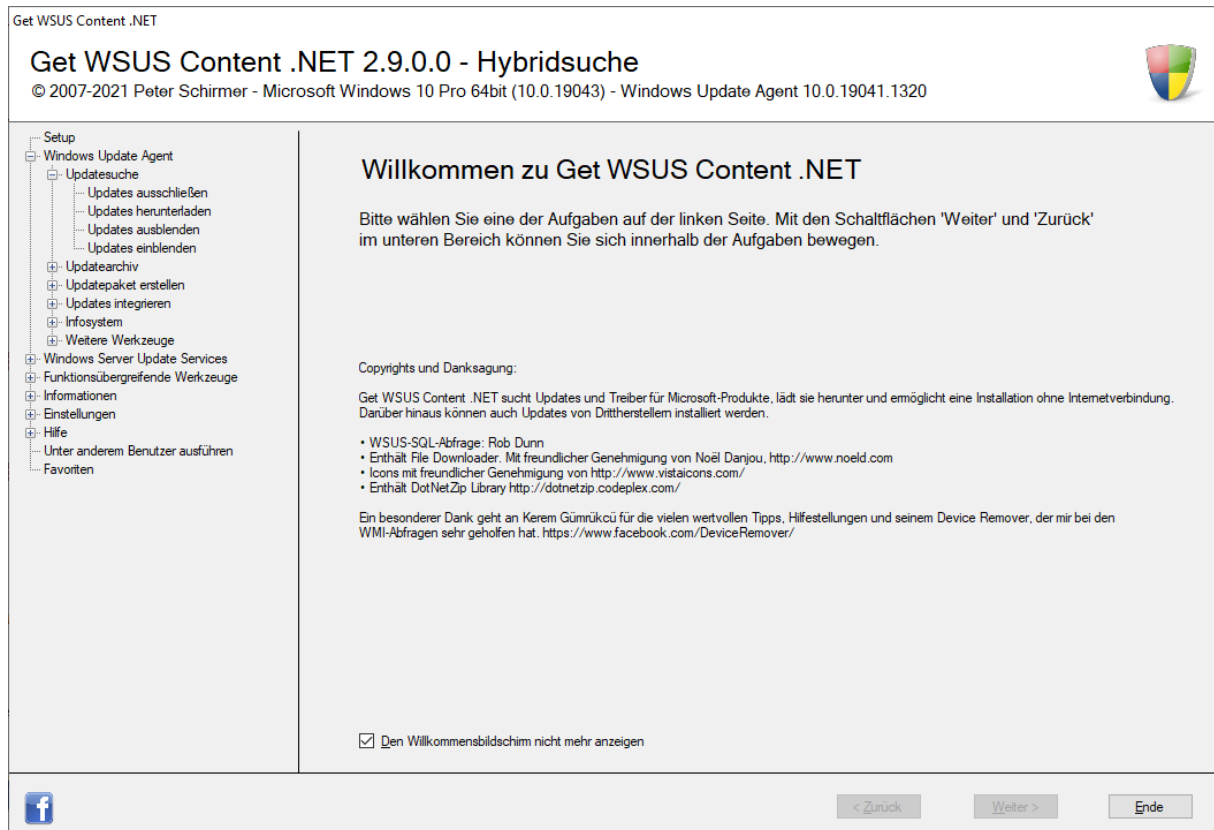 Get WSUS Content .NET
Get WSUS Content .NET 2.9.0.0 - Hybridsuche
© 2007-2021 Peter Schirmer - Microsoft Windows 10 Pro 64bit (10.0.19043) - Windows Update Agent 10.0.19041.1320
Setup
Windows Update Agent
Updatesuche
Updates ausschließen
Updates herunterladen
Updates ausblenden
Updates einblenden
Updatearchiv
Updatepaket erstellen
Updates integrieren
Infosystem
Weitere Werkzeuge
Windows Server Update Services
Funktionsübergreifende Werkzeuge
Informationen
Einstellungen
Hilfe
Unter anderem Benutzer ausführen
Favoriten
Willkommen zu Get WSUS Content .NET
Bitte wählen Sie eine der Aufgaben auf der linken Seite. Mit den Schaltflächen 'Weiter' und 'Zurück'
im unteren Bereich können Sie sich innerhalb der Aufgaben bewegen.
Copyrights und Danksagung:
Get WSUS Content .NET sucht Updates und Treiber für Microsoft-Produkte, lädt sie herunter und ermöglicht eine Installation ohne Internetverbindung.
Darüber hinaus können auch Updates von Drittherstellern installiert werden.
• WSUS-SQL-Abfrage: Rob Dunn
• Enthält File Downloader. Mit freundlicher Genehmigung von Noël Danjou, http://www.noeld.com
• Icons mit freundlicher Genehmigung von http://www.vistaicons.com/
• Enthält DotNetZip Library http://dotnetzip.codeplex.com/
Ein besonderer Dank geht an Kerem Gümrükcü für die vielen wertvollen Tipps, Hilfestellungen und seinem Device Remover, der mir bei den
WMI-Abfragen sehr geholfen hat. https://www.facebook.com/DeviceRemover/
Den Willkommensbildschirm nicht mehr anzeigen
f
< Zurück
Weiter >
Ende